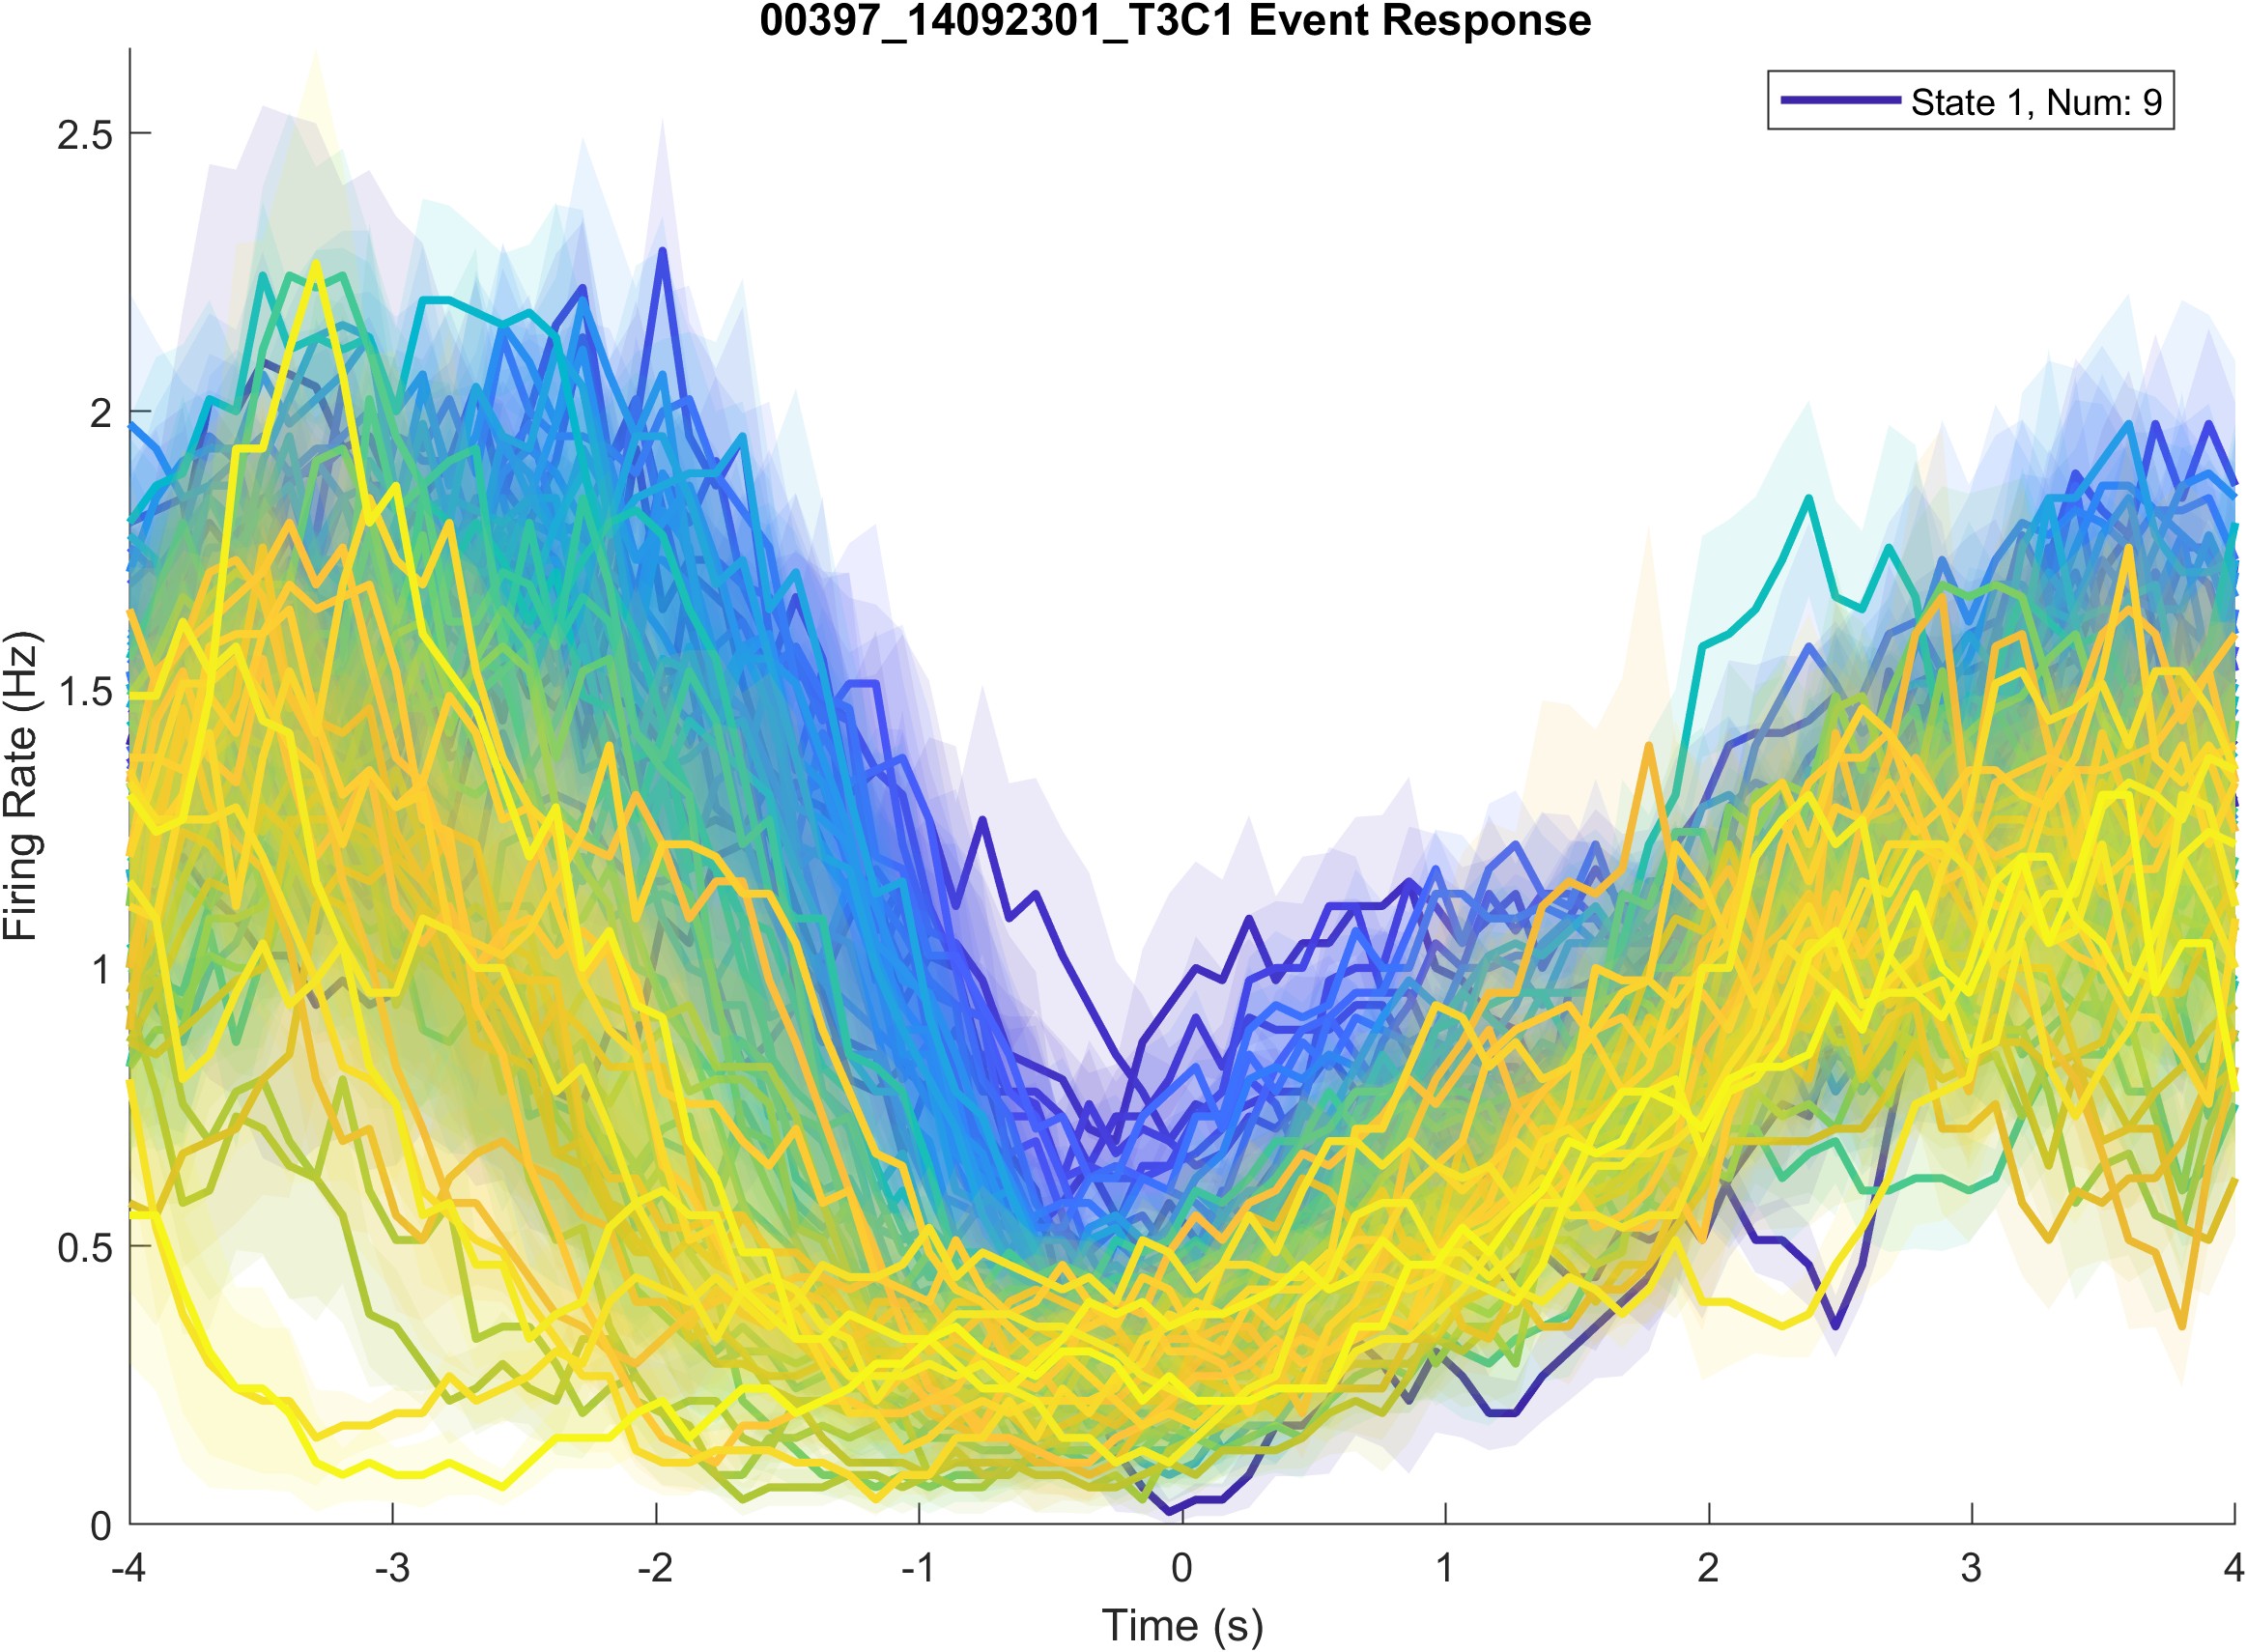 00397_14092301_T3C1 Event Response
State 1, Num: 9
2.5
2
1.5
1
0.5
0
Firing Rate (Hz)
-4 -3 -2 -1 0 1 2 3 4
Time (s)